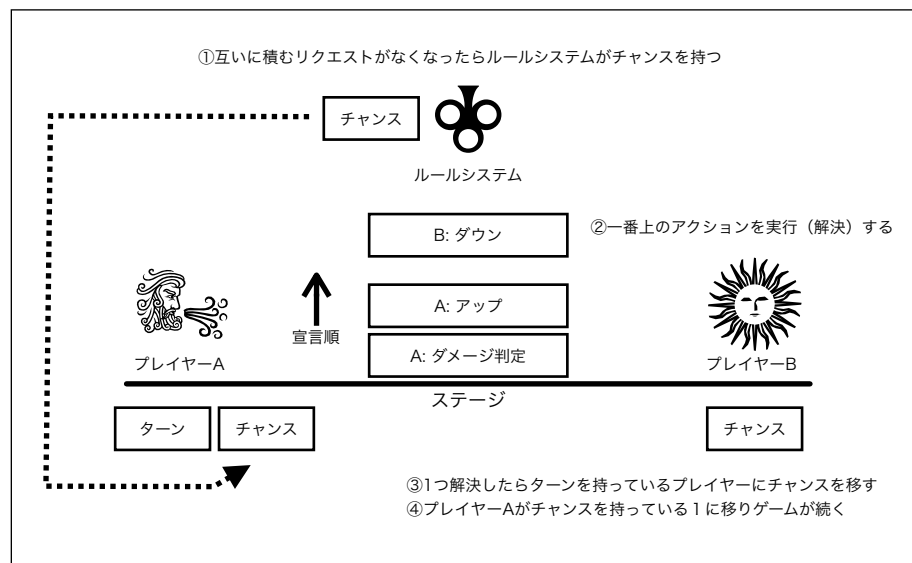 ①互いに積むリクエストがなくなったらルールシステムがチャンスを持つ
チャンス
ルールシステム
B: ダウン
②一番上のアクションを実行（解決）する
A: アップ
宣言順
A: ダメージ判定
プレイヤーA
プレイヤーB
ステージ
ターン
チャンス
チャンス
③1つ解決したらターンを持っているプレイヤーにチャンスを移す
④プレイヤーAがチャンスを持っている１に移りゲームが続く